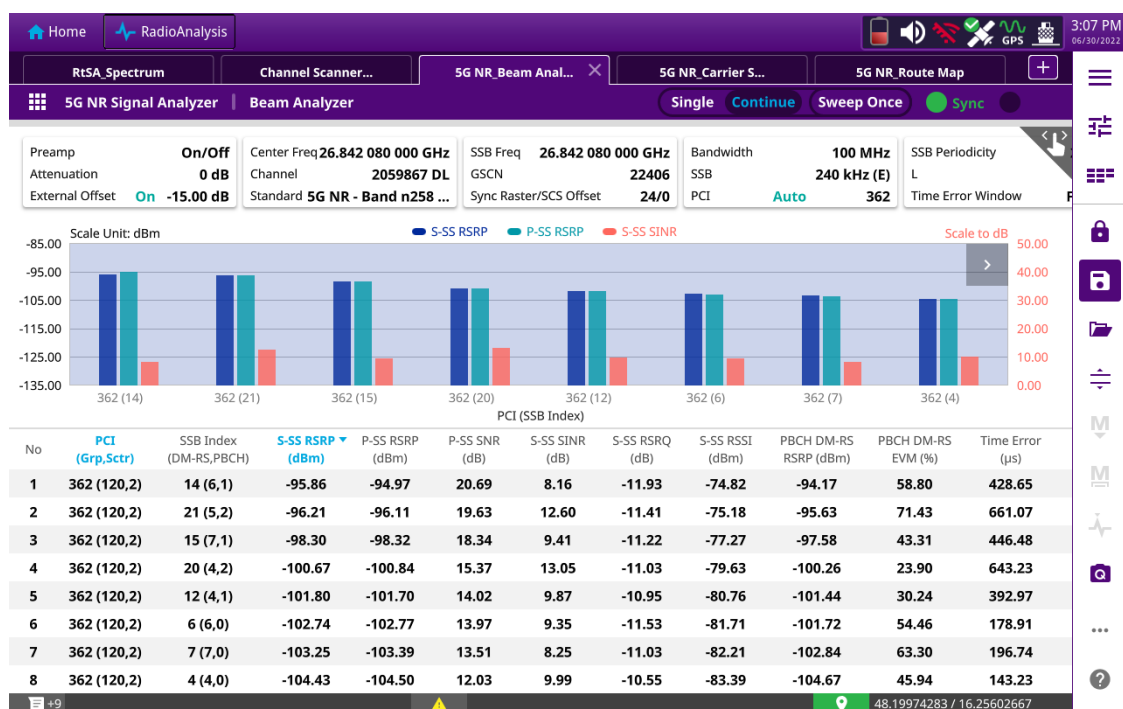 Home RadioAnalysis GPS 3:07 PM
06/30/2022
RtSA_Spectrum Channel Scanner... 5G NR_Beam Anal... 5G NR_Carrier S... 5G NR_Route Map +
5G NR Signal Analyzer Beam Analyzer Single Continue Sweep Once Sync
Preamp On/Off Center Freq 26.842 080 000 GHz SSB Freq 26.842 080 000 GHz Bandwidth 100 MHz SSB Periodicity
Attenuation 0 dB Channel 2059867 DL GSCN 22406 SSB 240 kHz (E) L
External Offset On -15.00 dB Standard 5G NR - Band n258 ... Sync Raster/SCS Offset 24/0 PCI Auto 362 Time Error Window
Scale Unit: dBm S-SS RSRP P-SS RSRP S-SS SINR Scale to dB
-85.00 50.00
-95.00 40.00
-105.00 30.00
-115.00 20.00
-125.00 10.00
-135.00 0.00
362 (14) 362 (21) 362 (15) 362 (20) 362 (12) 362 (6) 362 (7) 362 (4)
PCI (SSB Index)
No PCI SSB Index S-SS RSRP P-SS RSRP P-SS SNR S-SS SINR S-SS RSRQ S-SS RSSI PBCH DM-RS PBCH DM-RS Time Error
(Grp,Sctr) (DM-RS,PBCH) (dBm) (dBm) (dB) (dB) (dB) (dBm) RSRP (dBm) EVM (%) (μs)
1 362 (120,2) 14 (6,1) -95.86 -94.97 20.69 8.16 -11.93 -74.82 -94.17 58.80 428.65
2 362 (120,2) 21 (5,2) -96.21 -96.11 19.63 12.60 -11.41 -75.18 -95.63 71.43 661.07
3 362 (120,2) 15 (7,1) -98.30 -98.32 18.34 9.41 -11.22 -77.27 -97.58 43.31 446.48
4 362 (120,2) 20 (4,2) -100.67 -100.84 15.37 13.05 -11.03 -79.63 -100.26 23.90 643.23
5 362 (120,2) 12 (4,1) -101.80 -101.70 14.02 9.87 -10.95 -80.76 -101.44 30.24 392.97
6 362 (120,2) 6 (6,0) -102.74 -102.77 13.97 9.35 -11.53 -81.71 -101.72 54.46 178.91
7 362 (120,2) 7 (7,0) -103.25 -103.39 13.51 8.25 -11.03 -82.21 -102.84 63.30 196.74
8 362 (120,2) 4 (4,0) -104.43 -104.50 12.03 9.99 -10.55 -83.39 -104.67 45.94 143.23
+9 48.19974283 / 16.25602667
M
M
Q
...
?